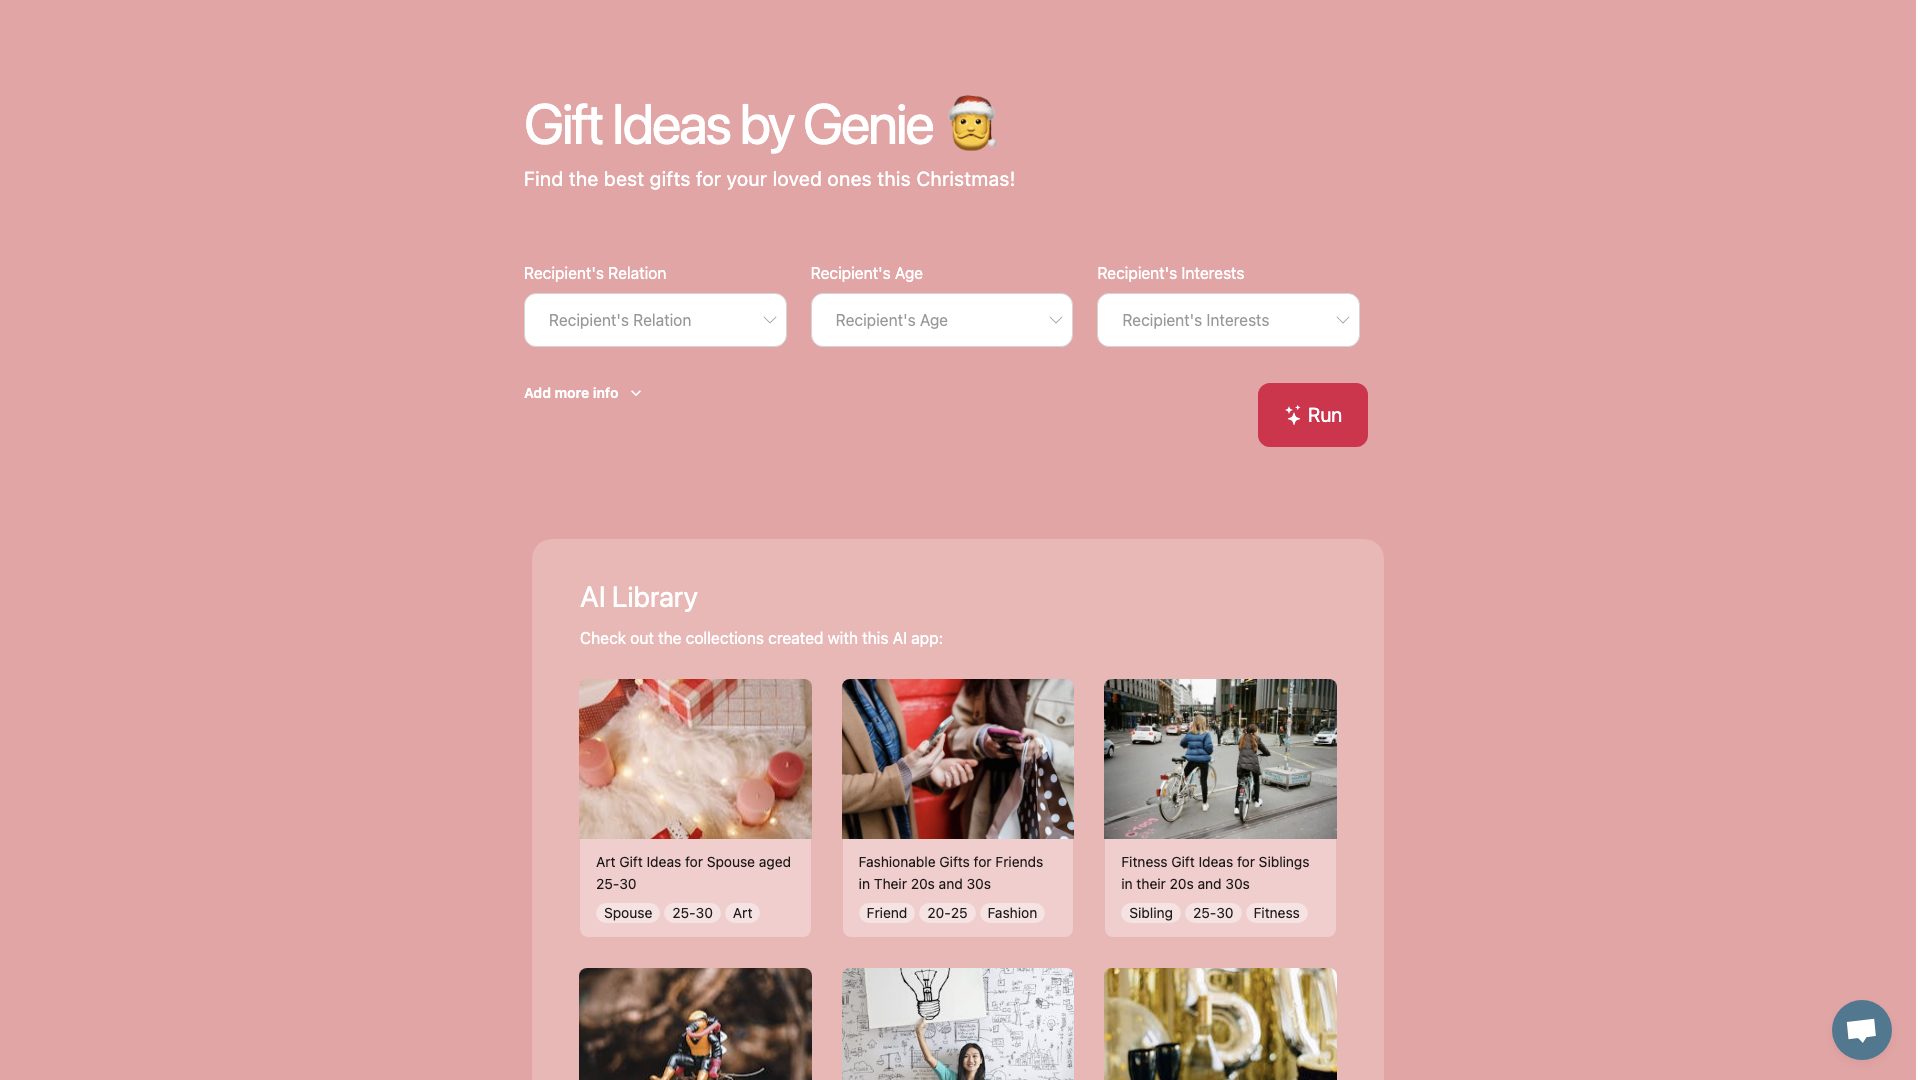 Gift Ideas by Genie
Find the best gifts for your loved ones this Christmas!
Recipient's Relation
Recipient's Age
Recipient's Interests
Recipient's Relation
Recipient's Age
Recipient's Interests
Add more info
Run
AI Library
Check out the collections created with this AI app:
Art Gift Ideas for Spouse aged
25-30
Spouse 25-30 Art
Fashionable Gifts for Friends
in Their 20s and 30s
Friend 20-25 Fashion
Fitness Gift Ideas for Siblings
in their 20s and 30s
Sibling 25-30 Fitness